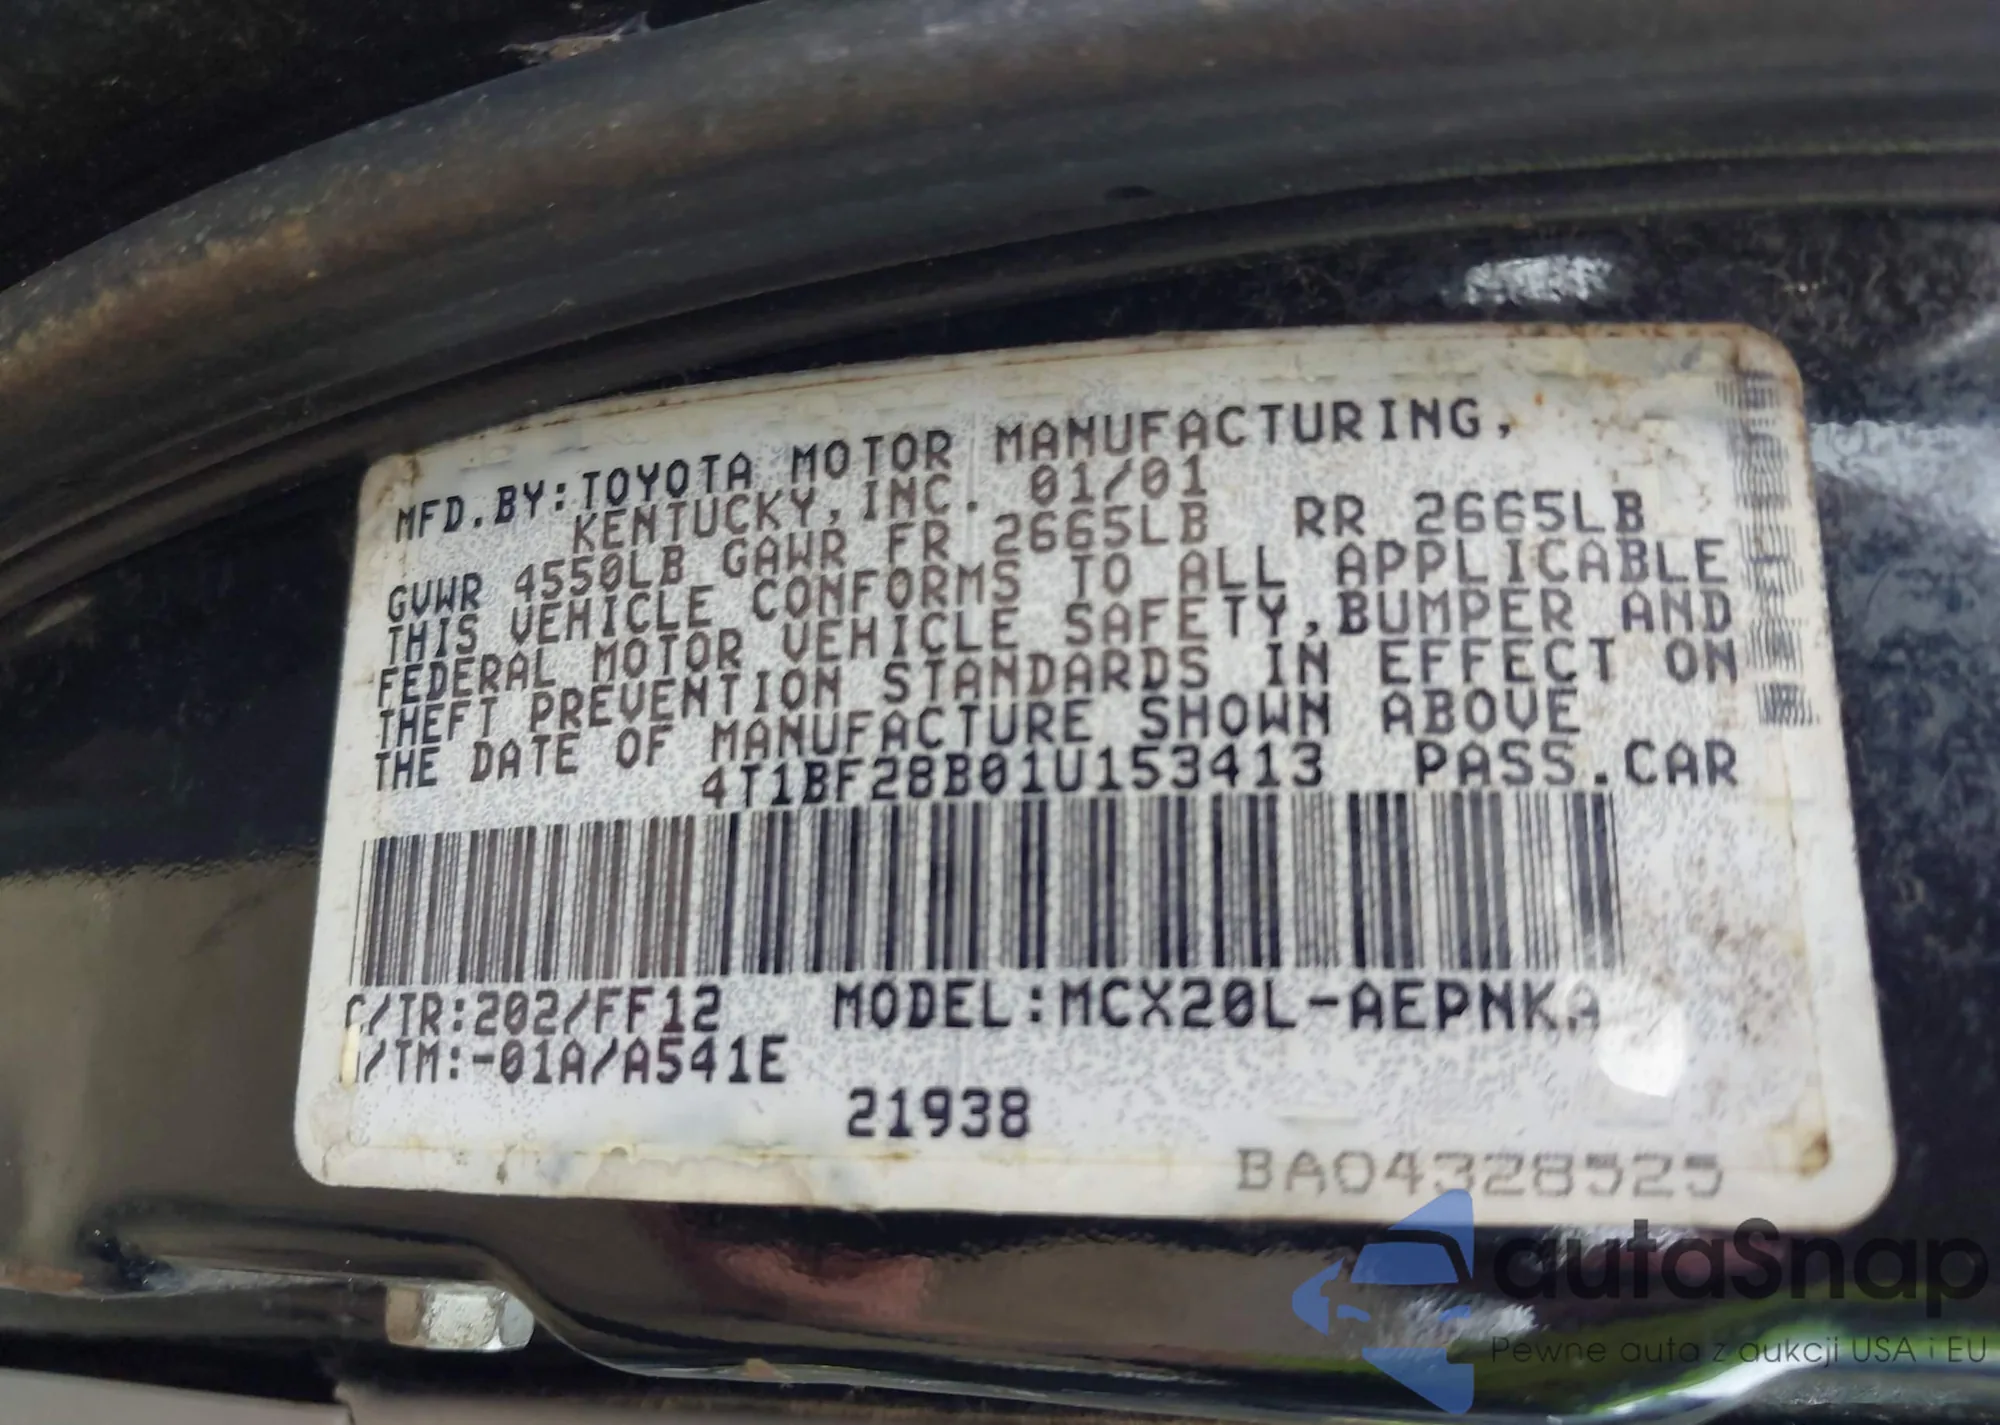 MFD.BY:TOYOTA MOTOR MANUFACTURING,
KENTUCKY,INC. 01/01
GVWR 4550LB GAWR FR 2665LB RR 2665LB
THIS VEHICLE CONFORMS TO ALL APPLICABLE
FEDERAL MOTOR VEHICLE SAFETY,BUMPER AND
THEFT PREVENTION STANDARDS IN EFFECT ON
THE DATE OF MANUFACTURE SHOWN ABOVE
4T1BF28B01U153413 PASS.CAR
C/TR:202/FF12 MODEL:MCX20L-AEPNKA
/TM:-01A/A541E
21938
BA04328525
autaSnap
Pewne auta z aukcji USA i EU